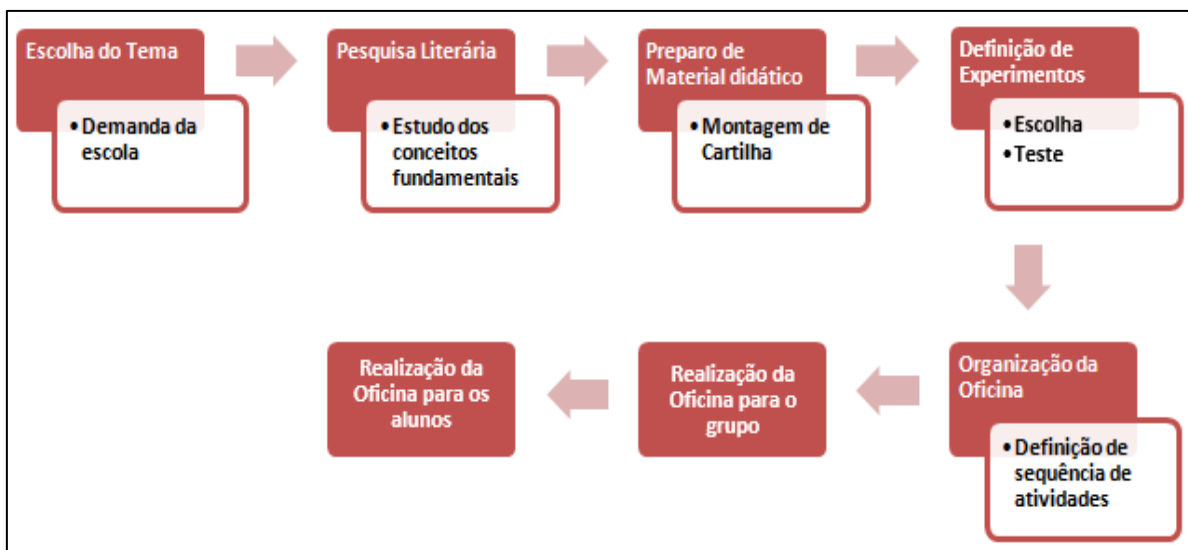 Escolha do Tema
• Demanda da
escola
Pesquisa Literária
• Estudo dos
conceitos
fundamentais
Preparo de
Material didático
• Montagem de
Cartilha
Definição de
Experimentos
• Escolha
• Teste
Organização da
Oficina
• Definição de
sequência de
atividades
Realização da
Oficina para o
grupo
Realização da
Oficina para os
alunos